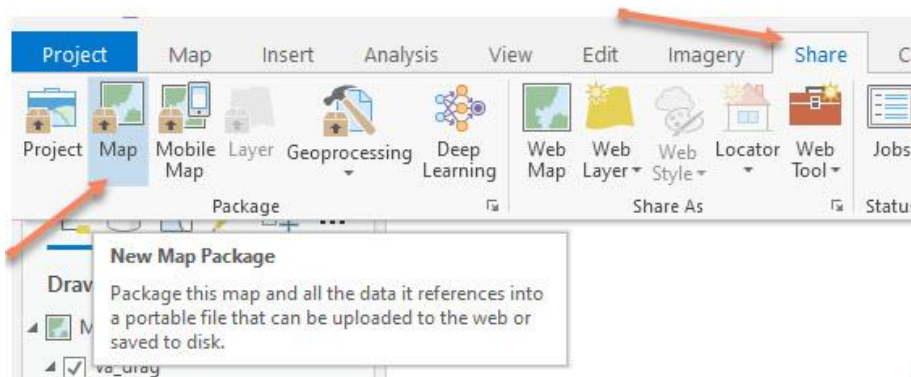 Project Map Insert Analysis View Edit Imagery Share
Project Map Mobile Map Layer Geoprocessing Deep Learning Web Map Web Layer Web Style Locator Web Tool Jobs
Package Share As Status
New Map Package
Package this map and all the data it references into
a portable file that can be uploaded to the web or
saved to disk.
Draw
M